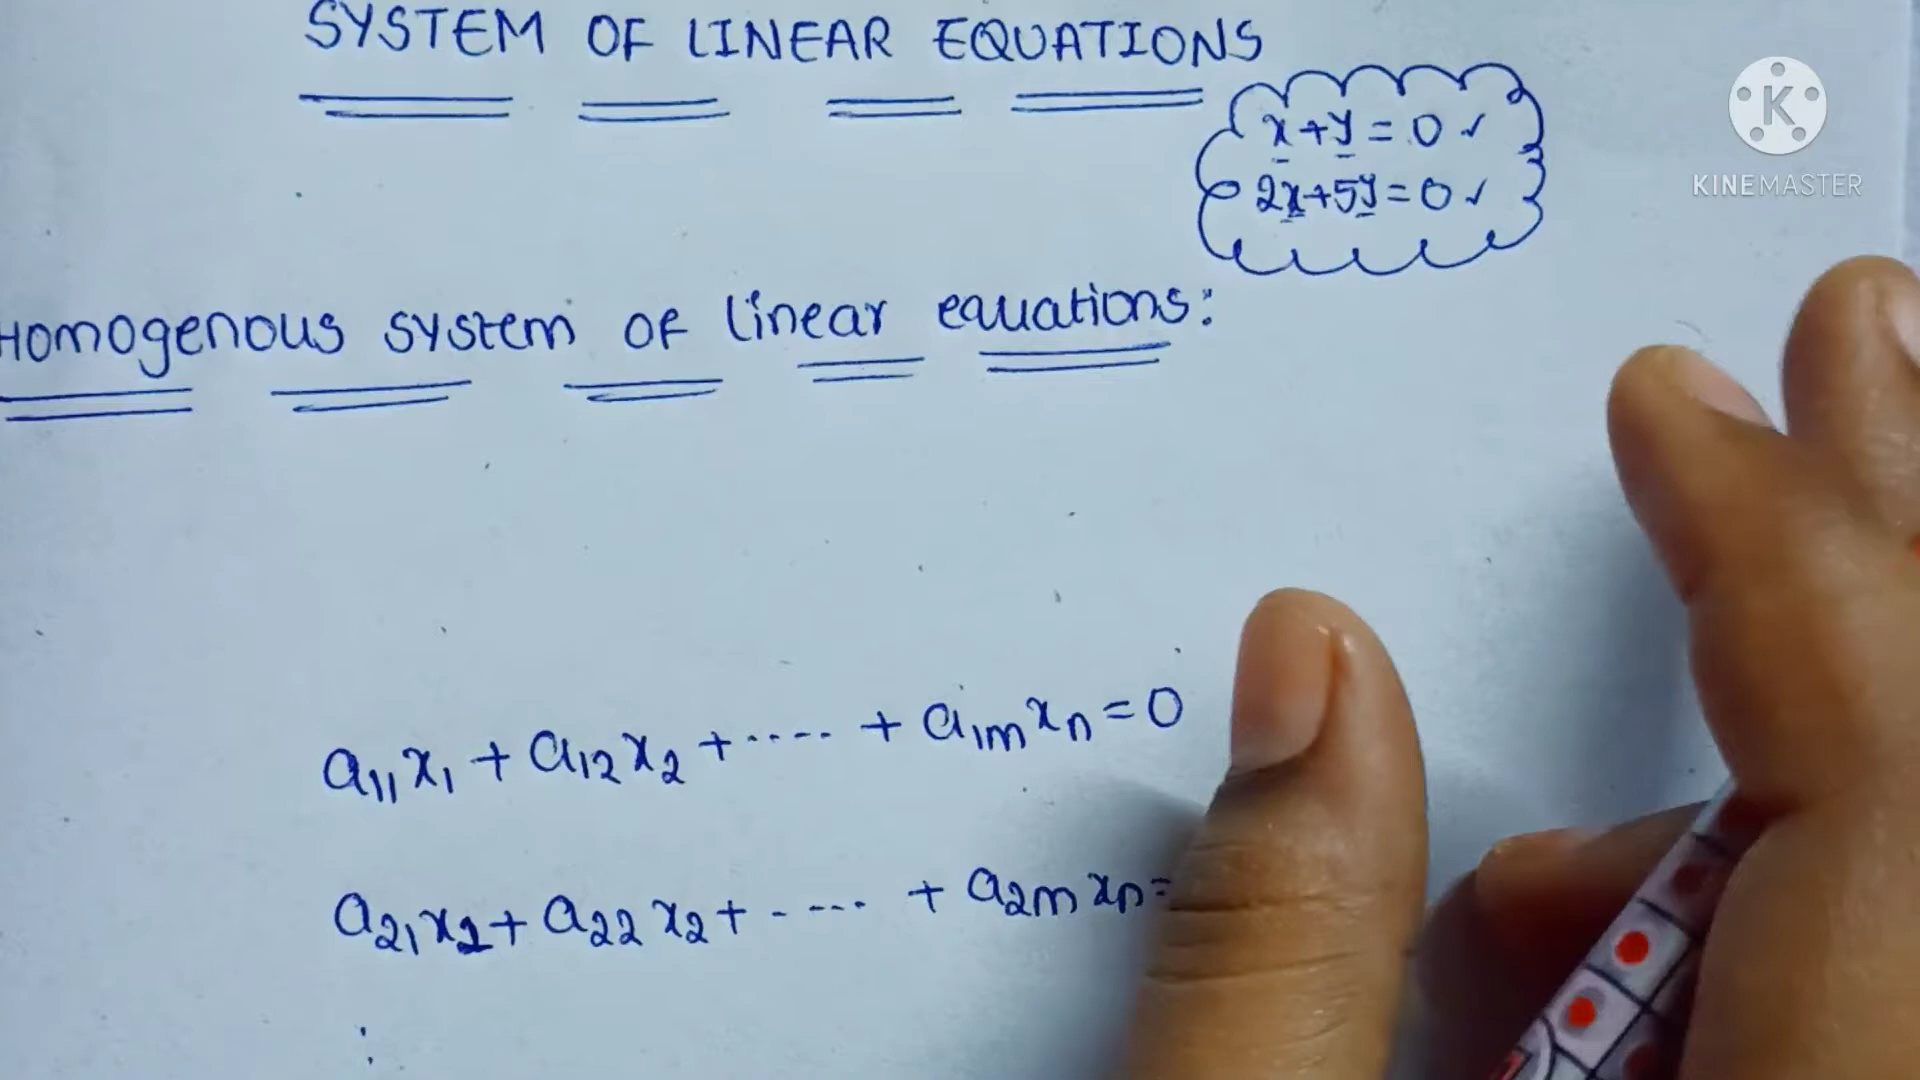 SYSTEM OF LINEAR EQUATIONS
x+y=0 ✓
2x+5y=0 ✓
K
KINEMASTER
Homogenous system of linear equations:
a₁₁x₁ + a₁₂x₂ +····· + a₁ₘxₙ=0
a₂₁x₂+ a₂₂x₂+ - ---- + a₂ₘxₙ=
: